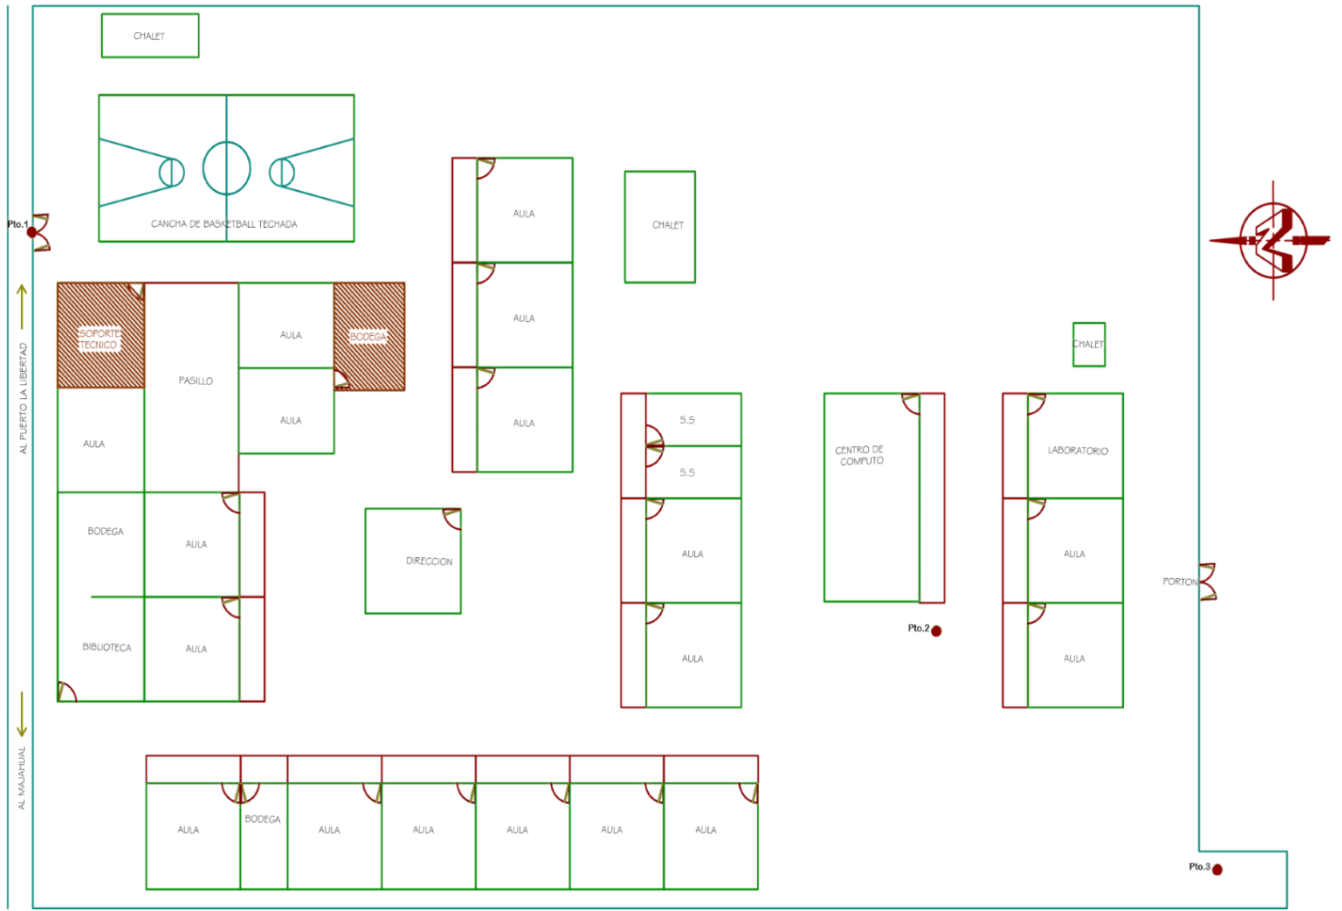 CHALET
CANCHA DE BASKETBALL TECHADA
Pto.1
AULA
CHALET
SOPORTE
TECNICO
PASILLO
AULA
BODEGA
AULA
CHALET
AL PUERTO LA LIBERTAD
AULA
AULA
AULA
S.S
S.S
CENTRO DE
COMPUTO
LABORATORIO
BODEGA
AULA
DIRECCION
AULA
AULA
PORTON
Pto.2
BIBLIOTECA
AULA
AULA
AULA
AL MAJAHUAL
AULA
BODEGA
AULA
AULA
AULA
AULA
AULA
Pto.3